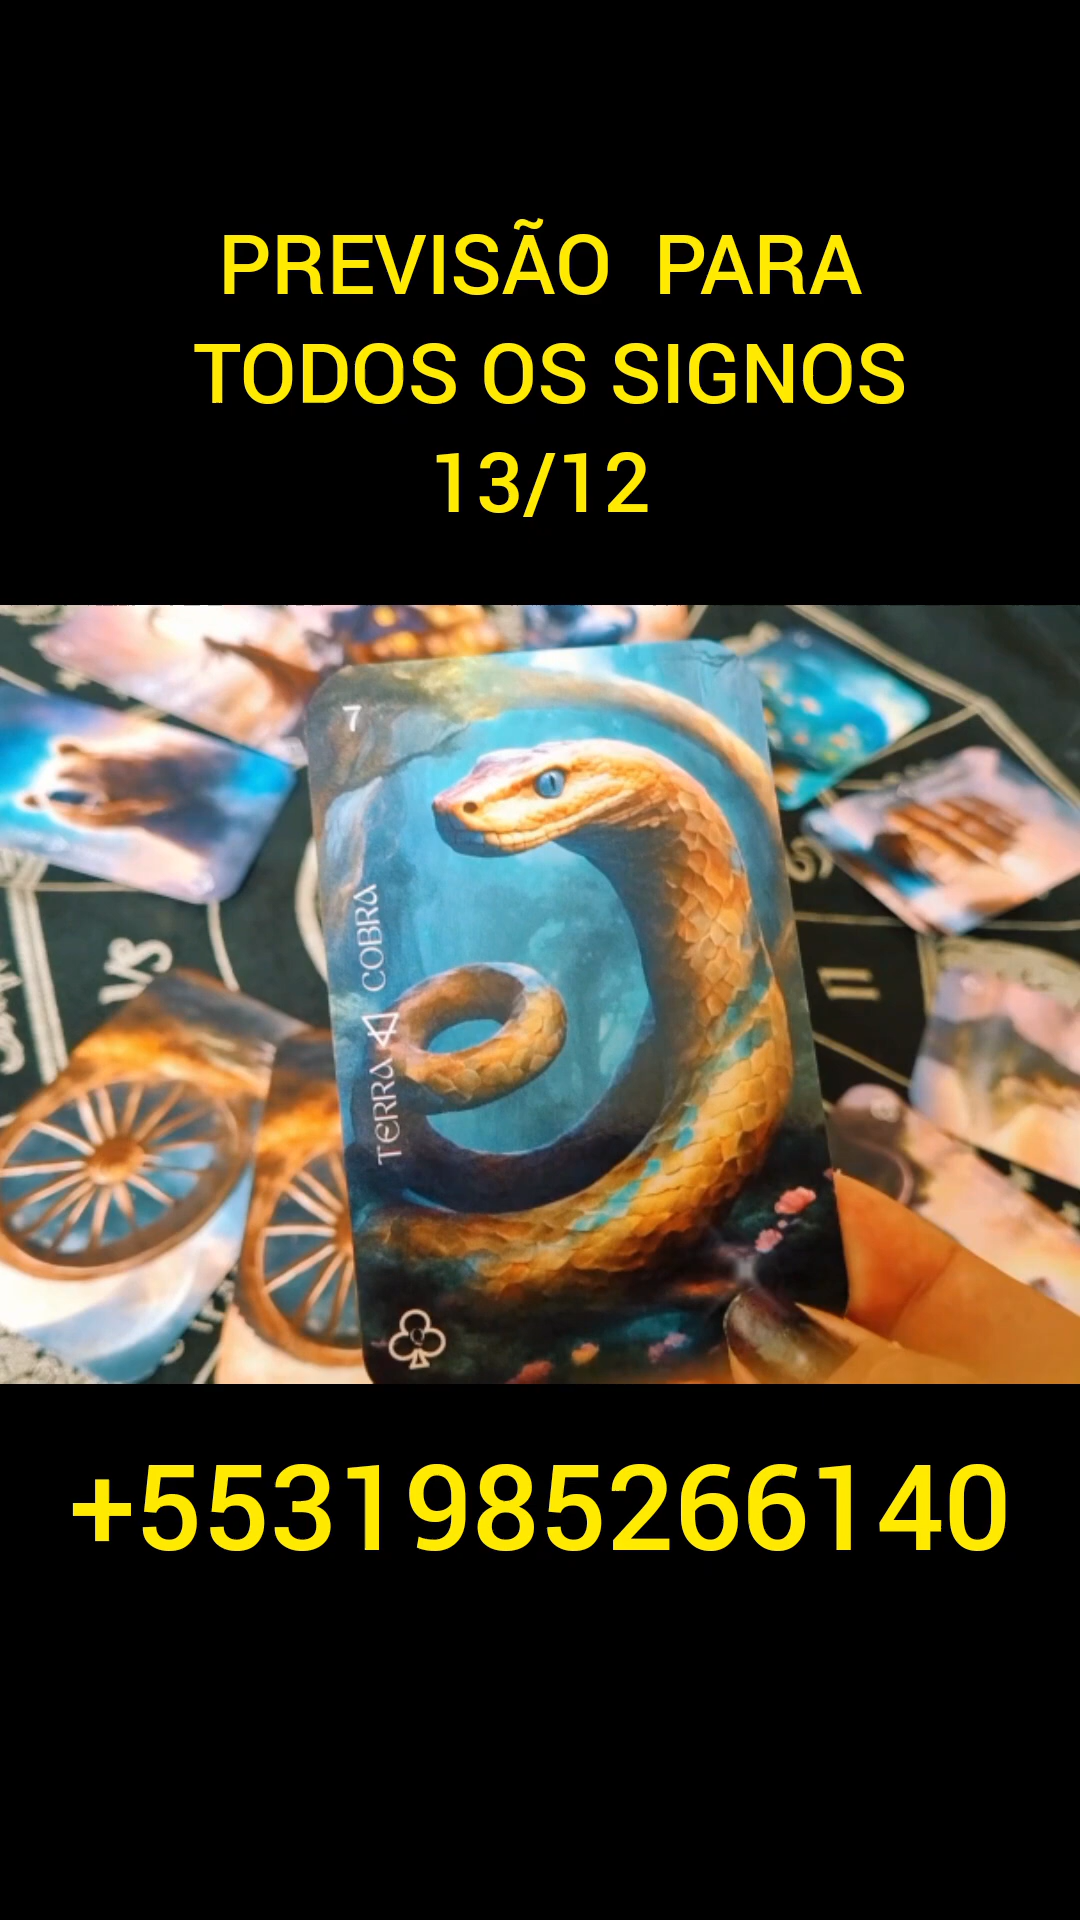 PREVISÃO PARA
TODOS OS SIGNOS
13/12
7
TERRA COBRA
+5531985266140